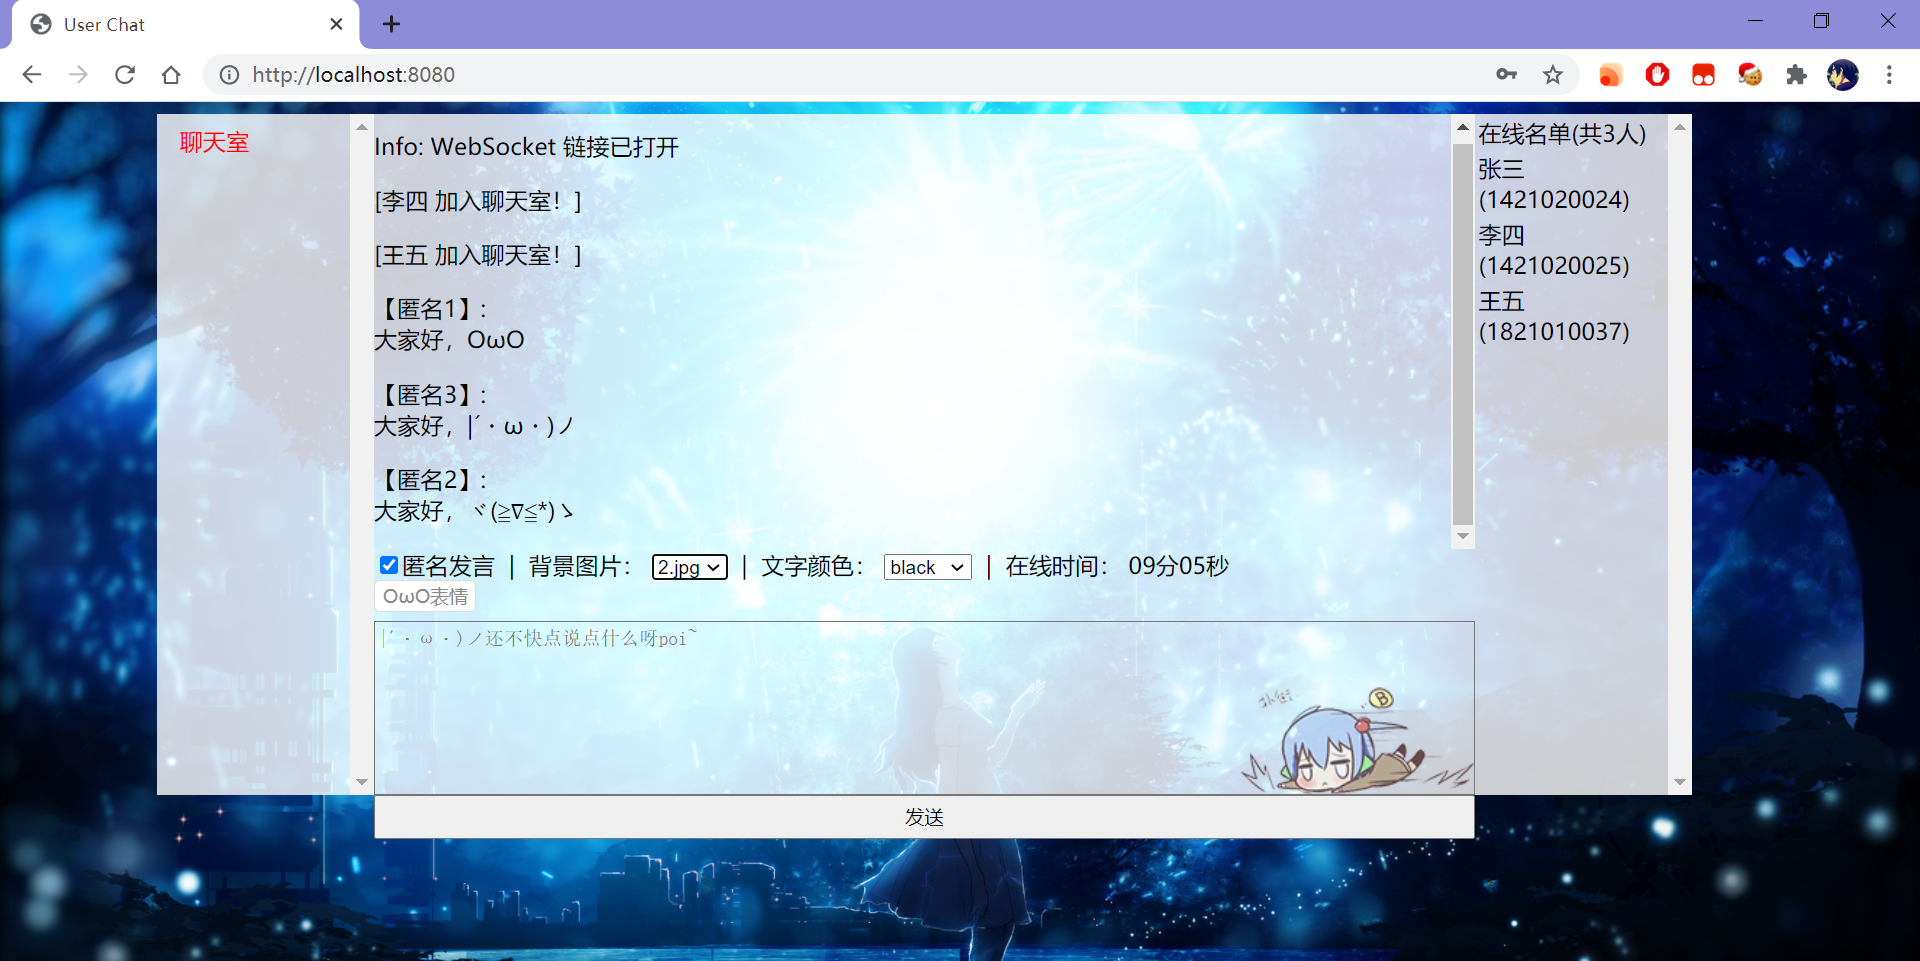 User Chat
http://localhost:8080
聊天室
Info: WebSocket 链接已打开
[李四 加入聊天室！]
[王五 加入聊天室！]
【匿名1】:
大家好，OωO
【匿名3】:
大家好，|´・ω・)ノ
【匿名2】:
大家好，ヾ(≧∇≦*)ゝ
在线名单(共3人)
张三
(1421020024)
李四
(1421020025)
王五
(1821010037)
匿名发言 | 背景图片： 2.jpg | 文字颜色： black | 在线时间： 09分05秒
OωO表情
|´・ω・)ノ还不快点说点什么呀poi~
B
发送